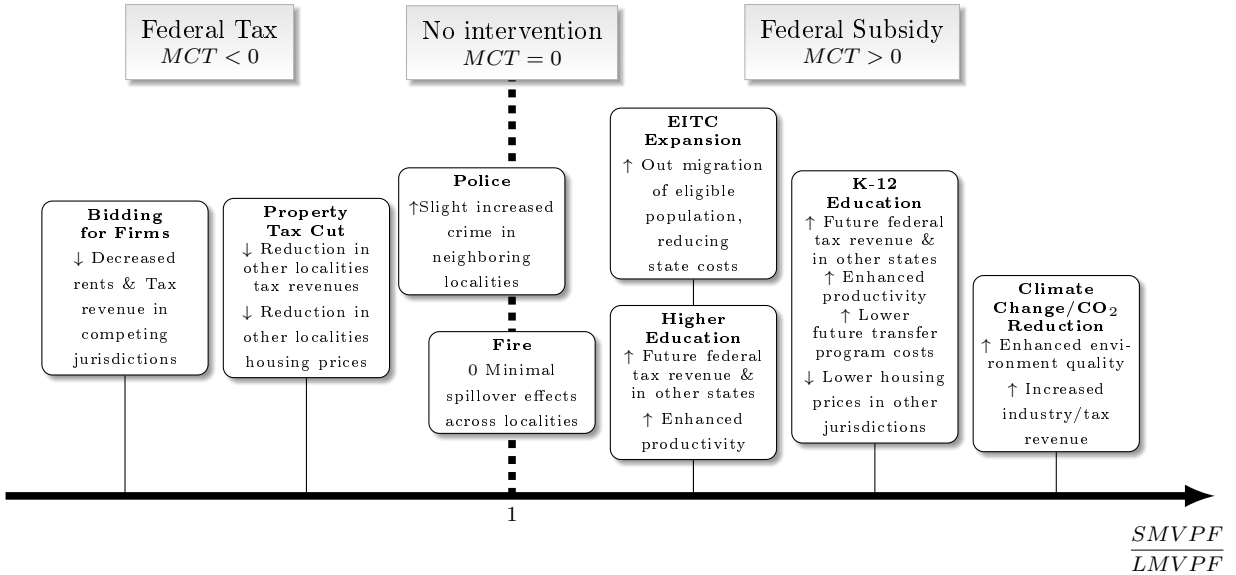 Federal Tax
MCT < 0
No intervention
MCT = 0
Federal Subsidy
MCT > 0
Bidding
for Firms
↓ Decreased
rents & Tax
revenue in
competing
jurisdictions
Property
Tax Cut
↓ Reduction in
other localities
tax revenues
↓ Reduction in
other localities
housing prices
Police
↑Slight increased
crime in
neighboring
localities
Fire
0 Minimal
spillover effects
across localities
EITC
Expansion
↑ Out migration
of eligible
population,
reducing
state costs
Higher
Education
↑ Future federal
tax revenue &
in other states
↑ Enhanced
productivity
K-12
Education
↑ Future federal
tax revenue &
in other states
↑ Enhanced
productivity
↑ Lower
future transfer
program costs
↓ Lower housing
prices in other
jurisdictions
Climate
Change/CO₂
Reduction
↑ Enhanced envi-
ronment quality
↑ Increased
industry/tax
revenue
1
SMVPF
LMVPF